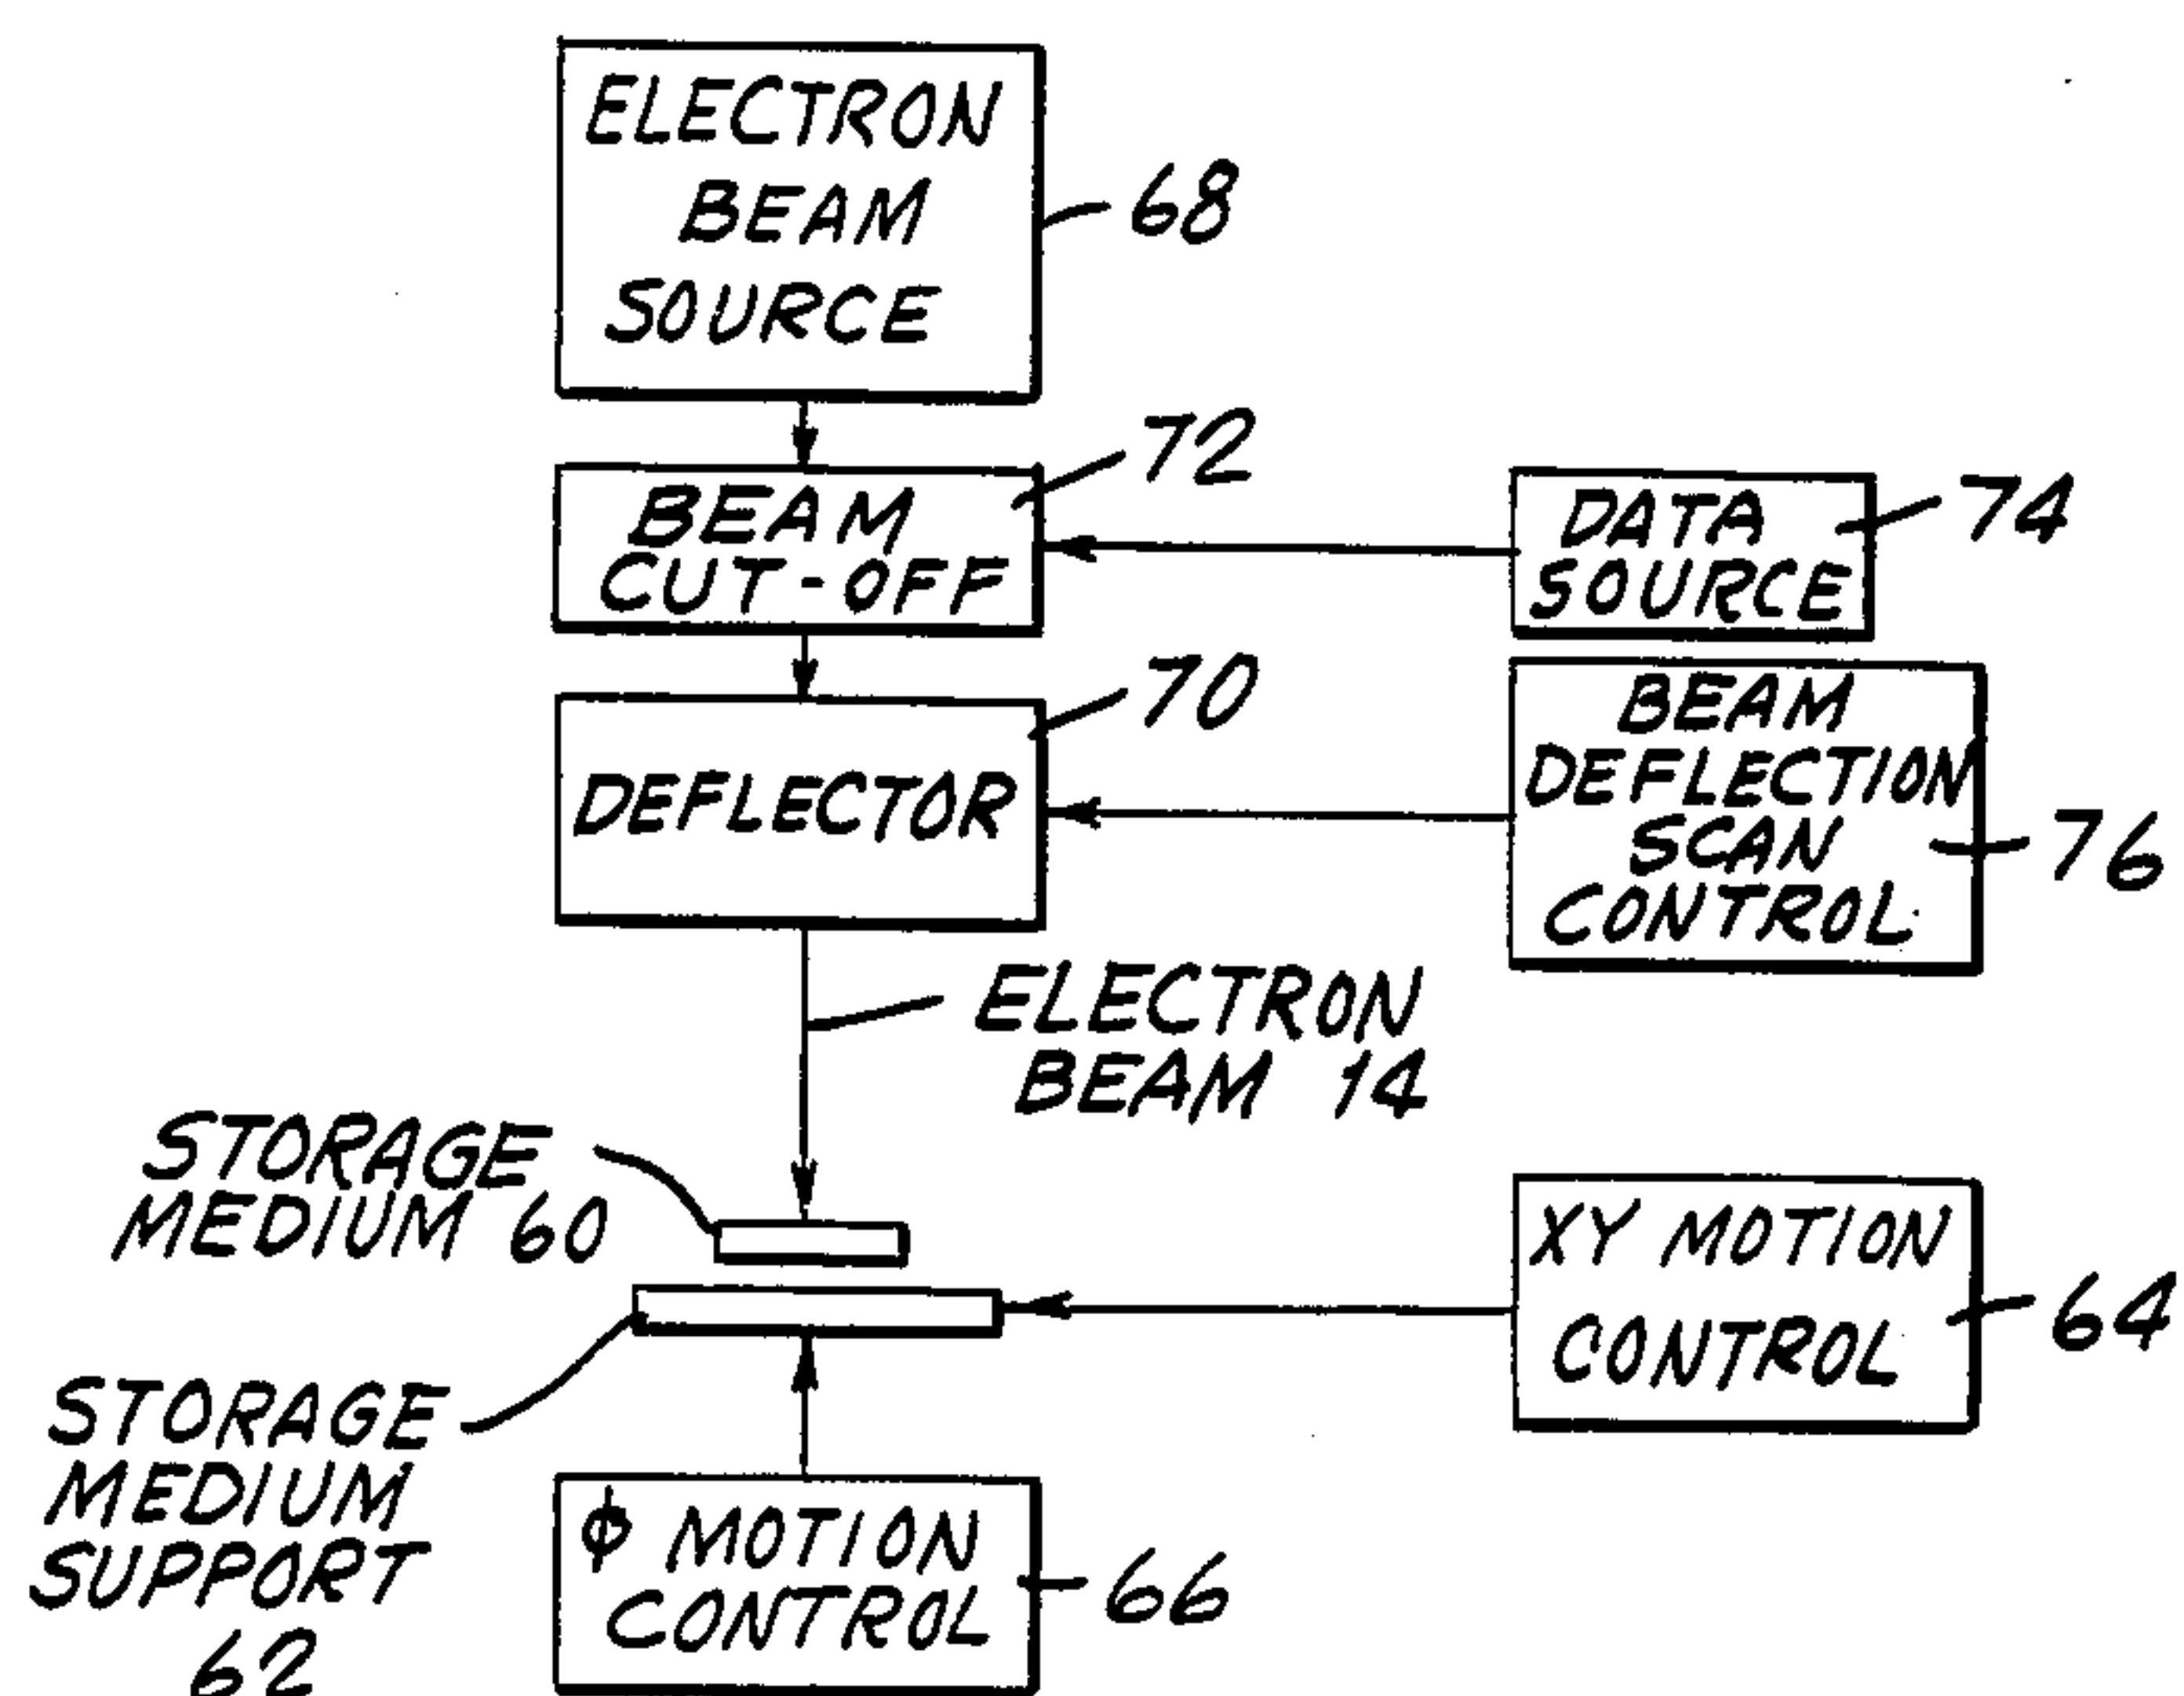 ELECTRON
BEAM
SOURCE
68
72
BEAM
CUT-OFF
DATA
SOURCE
74
70
DEFLECTOR
BEAM
DEFLECTION
SCAN
CONTROL
76
ELECTRON
BEAM 14
STORAGE
MEDIUM 60
XY MOTION
CONTROL
64
STORAGE
MEDIUM
SUPPORT
62
ϕ MOTION
CONTROL
66